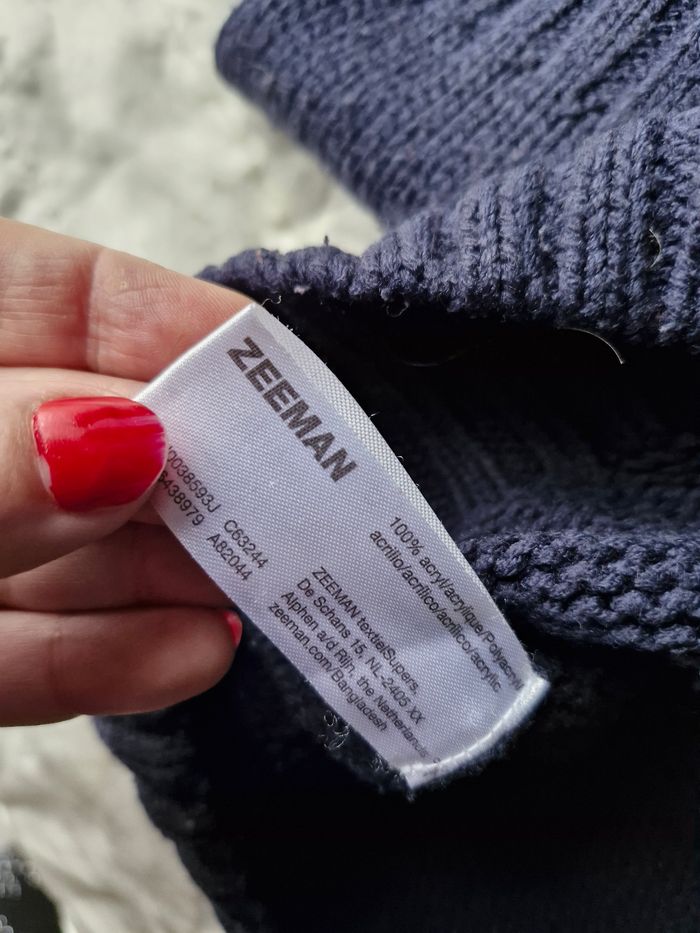 ZEEMAN
C63244
A82044
100% acryl/acrylique/Polyacryl
acrilic/acrílico/acrilico/acrylic
ZEEMAN textielSupers,
De Schans 15, NL-2405 XX
Alphen a/d Rijn, the Netherlands
zeeman.com/Bangladesh